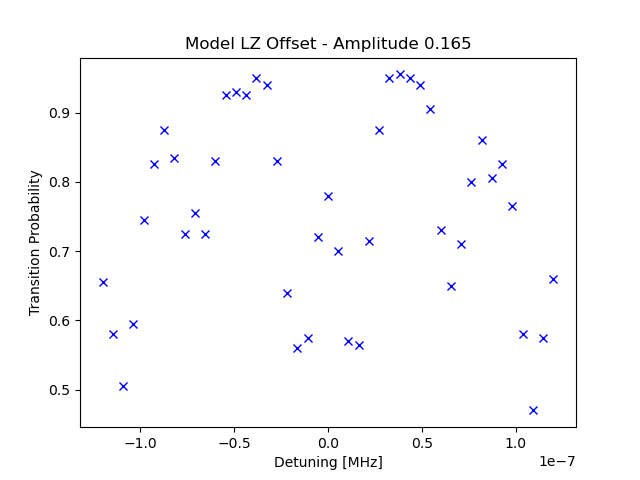 Model LZ Offset - Amplitude 0.165
Transition Probability
0.9
0.8
0.7
0.6
0.5
−1.0 −0.5 0.0 0.5 1.0
1e−7
Detuning [MHz]